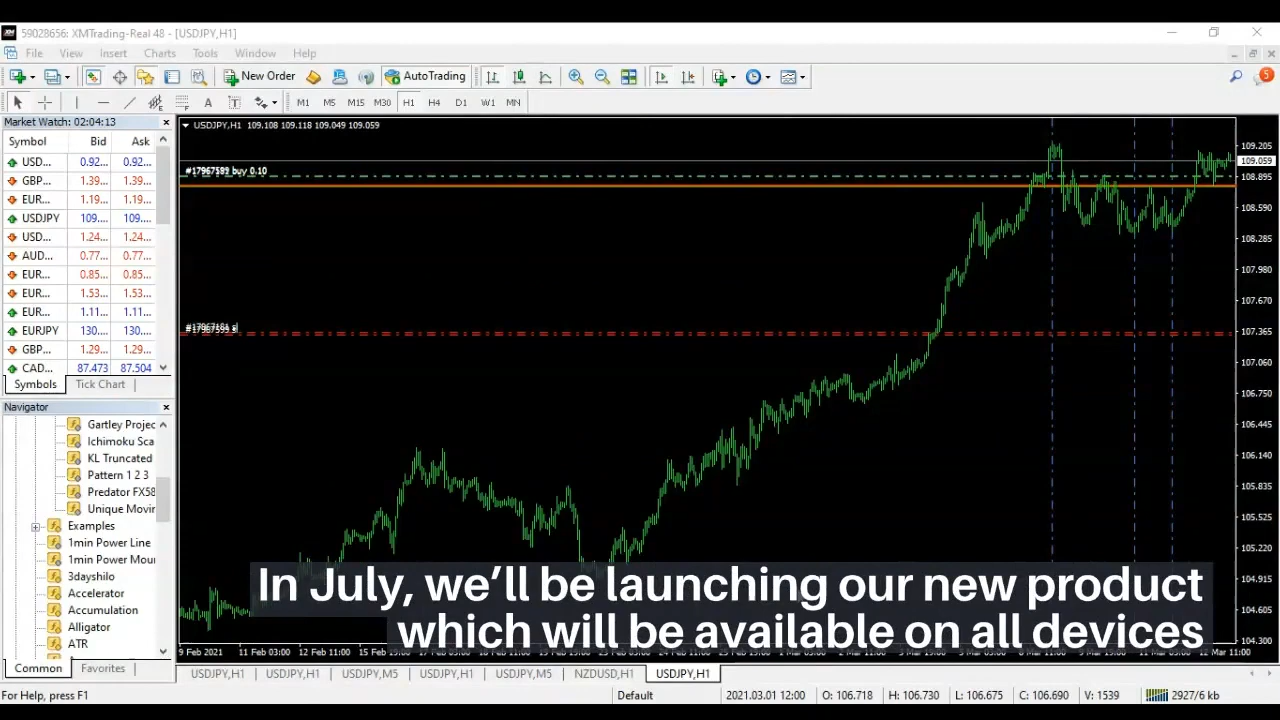 59028656: XMTrading-Real 48 - [USDJPY,H1]
File View Insert Charts Tools Window Help
New Order AutoTrading 5
A T M1 M5 M15 M30 H1 H4 D1 W1 MN
Market Watch: 02:04:13
Symbol Bid Ask
USD... 0.92... 0.92...
GBP... 1.39... 1.39...
EUR... 1.19... 1.19...
USDJPY 109.... 109....
USD... 1.24... 1.24...
AUD... 0.77... 0.77...
EUR... 0.85... 0.85...
EUR... 1.53... 1.53...
EUR... 1.11... 1.11...
EURJPY 130.... 130....
GBP... 1.29... 1.29...
CAD... 87.473 87.504
Symbols Tick Chart
Navigator
Gartley Projec
Ichimoku Sca
KL Truncated
Pattern 1 2 3
Predator FX58
Unique Movin
Examples
1min Power Line
1min Power Mour
3dayshilo
Accelerator
Accumulation
Alligator
ATR
Common Favorites
USDJPY,H1 109.108 109.118 109.049 109.059
buy 0.10
109.205
109.059
108.895
108.590
108.285
107.980
107.670
107.365
107.060
106.750
106.445
106.140
105.835
105.525
105.220
104.915
104.605
104.300
In July, we’ll be launching our new product
which will be available on all devices
9 Feb 2021 11 Feb 03:00 12 Feb 11:00
USDJPY,H1 USDJPY,H1 USDJPY,M5 USDJPY,H1 USDJPY,M5 NZDUSD,H1 USDJPY,H1
For Help, press F1 Default 2021.03.01 12:00 O: 106.718 H: 106.730 L: 106.675 C: 106.690 V: 1539 2927/6 kb